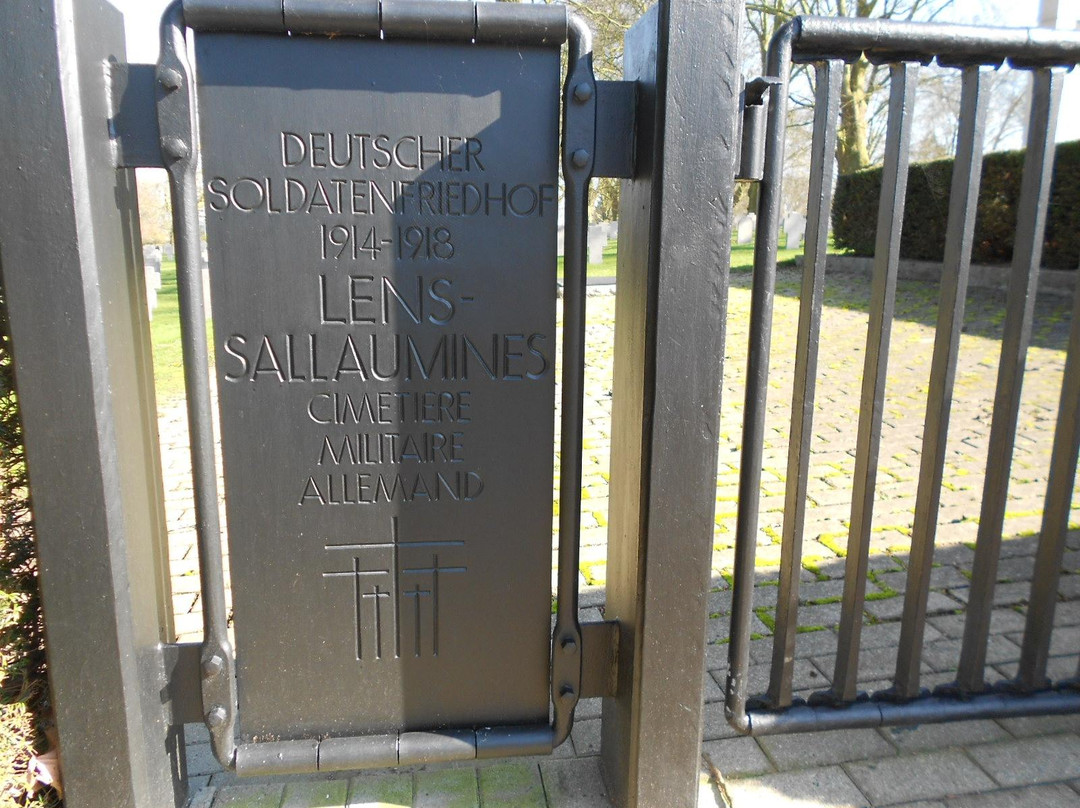 DEUTSCHER
SOLDATENFRIEDHOF
1914-1918
LENS-
SALLAUMINES
CIMETIERE
MILITAIRE
ALLEMAND